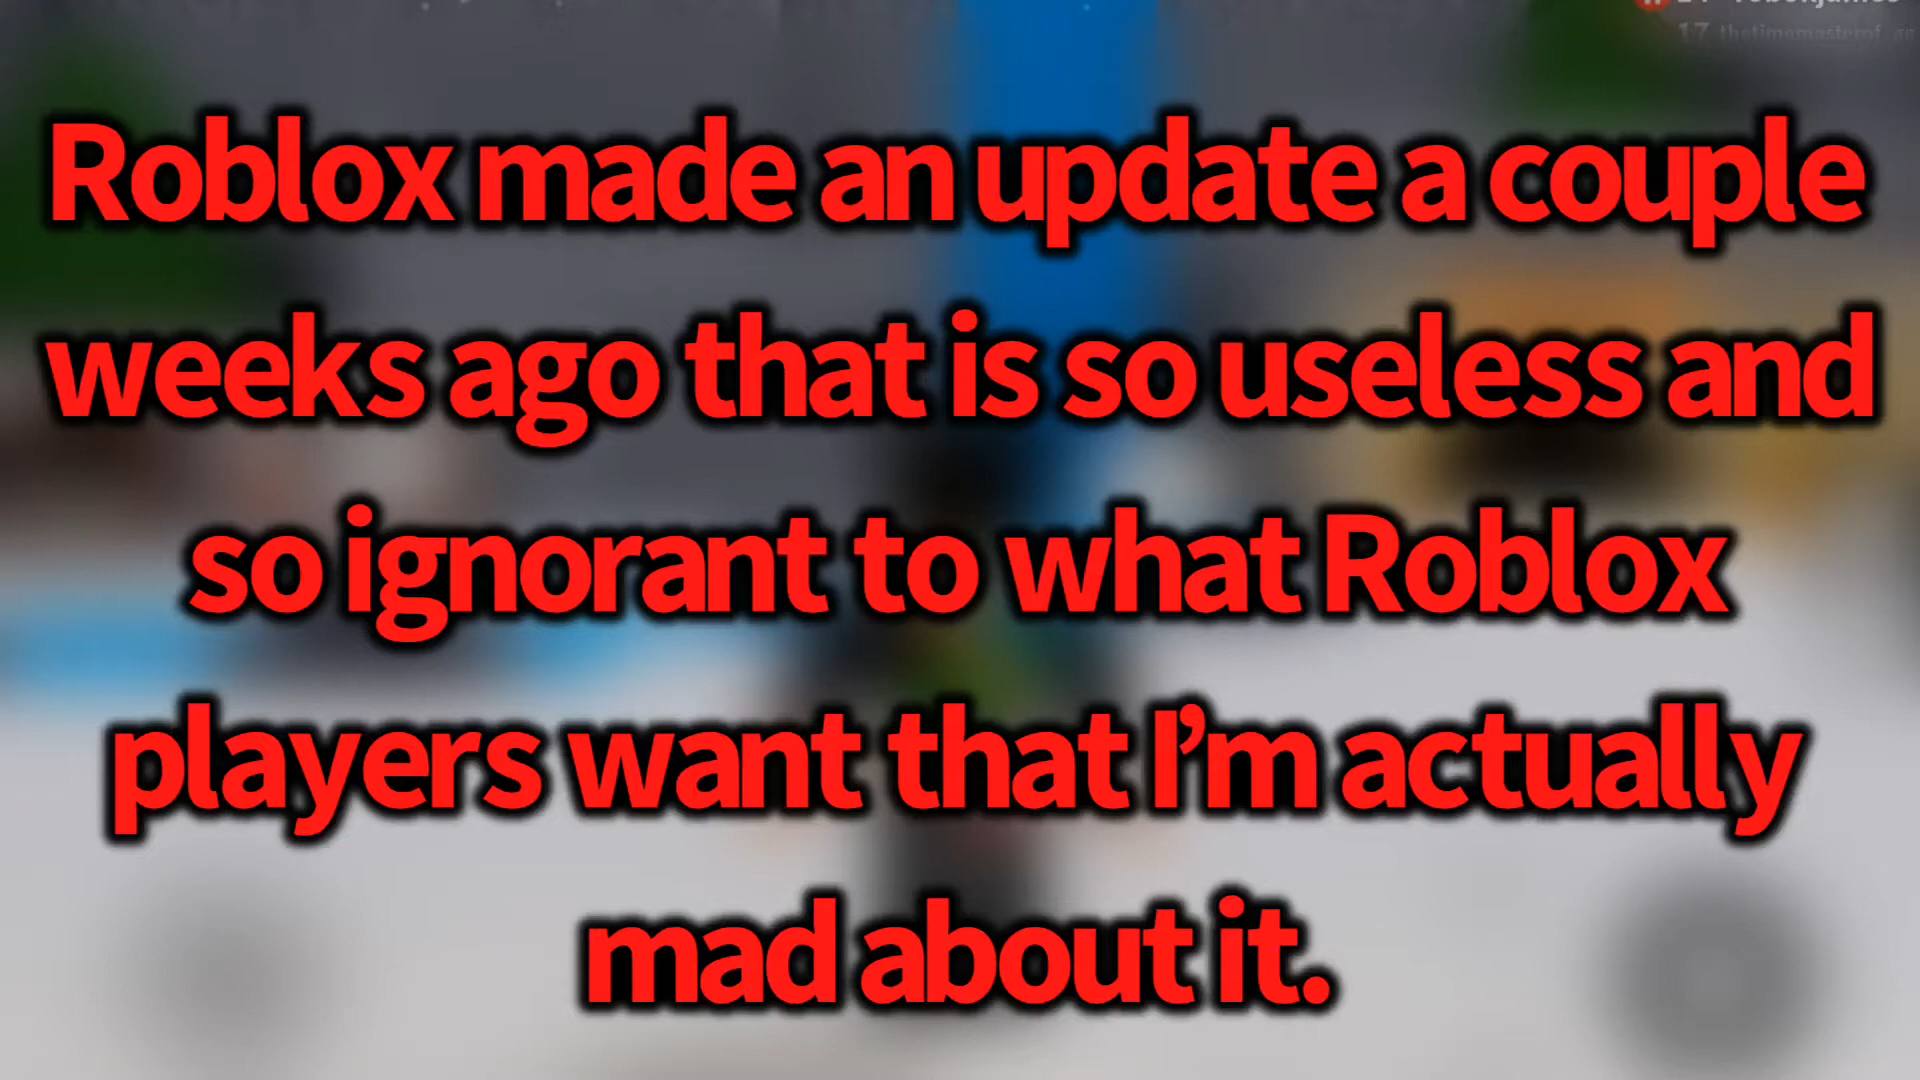 Roblox made an update a couple
weeks ago that is so useless and
so ignorant to what Roblox
players want that I’m actually
mad about it.